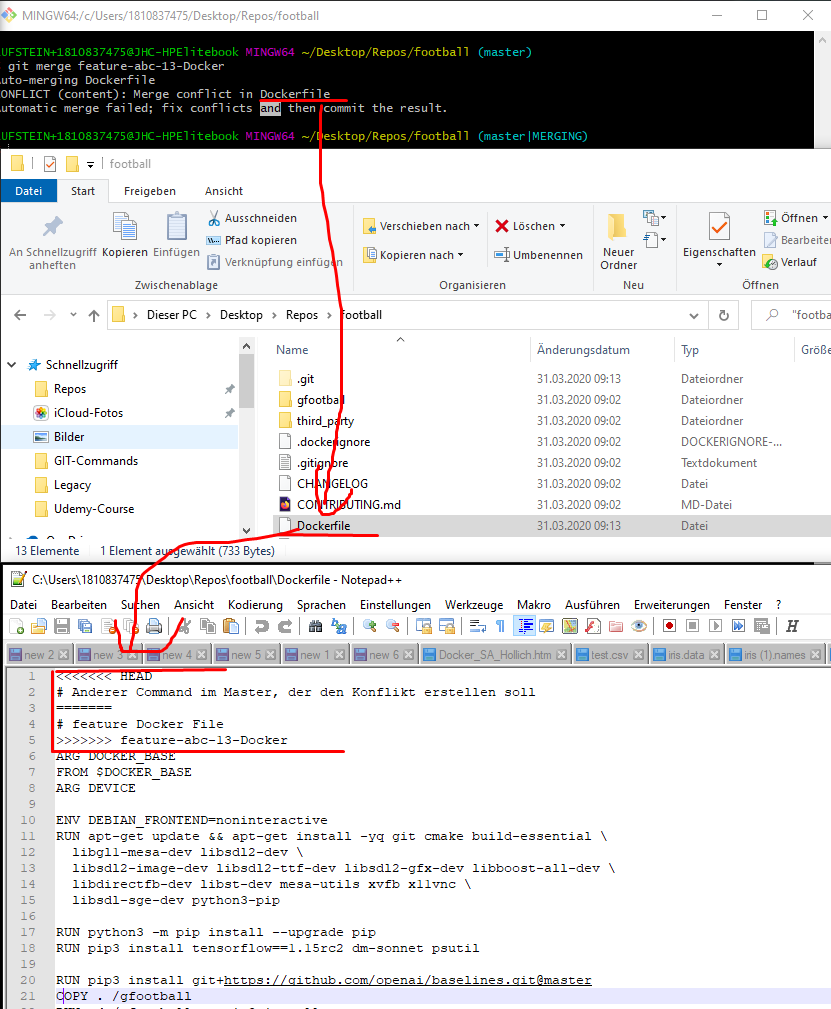 MINGW64:/c/Users/1810837475/Desktop/Repos/football
UFSTEIN+1810837475@JHC-HPElitebook MINGW64 ~/Desktop/Repos/football (master)
git merge feature-abc-13-Docker
uto-merging Dockerfile
ONFLICT (content): Merge conflict in Dockerfile
utomatic merge failed; fix conflicts and then commit the result.
UFSTEIN+1810837475@JHC-HPElitebook MINGW64 ~/Desktop/Repos/football (master|MERGING)
football
Datei Start Freigeben Ansicht
An Schnellzugriff anheften
Kopieren
Einfügen
Ausschneiden
Pfad kopieren
Verknüpfung einfügen
Zwischenablage
Verschieben nach
Kopieren nach
Löschen
Umbenennen
Organisieren
Neuer Ordner
Neu
Eigenschaften
Öffnen
Bearbeite
Verlauf
Öffnen
Dieser PC > Desktop > Repos > football
"footba
Schnellzugriff
Repos
iCloud-Fotos
Bilder
GIT-Commands
Legacy
Udemy-Course
Name Änderungsdatum Typ Größe
.git 31.03.2020 09:13 Dateiordner
gfootball 31.03.2020 09:02 Dateiordner
third_party 31.03.2020 09:02 Dateiordner
.dockerignore 31.03.2020 09:02 DOCKERIGNORE-...
.gitignore 31.03.2020 09:02 Textdokument
CHANGELOG 31.03.2020 09:02 Datei
CONTRIBUTING.md 31.03.2020 09:02 MD-Datei
Dockerfile 31.03.2020 09:13 Datei
13 Elemente 1 Element ausgewählt (733 Bytes)
C:\Users\1810837475\Desktop\Repos\football\Dockerfile - Notepad++
Datei Bearbeiten Suchen Ansicht Kodierung Sprachen Einstellungen Werkzeuge Makro Ausführen Erweiterungen Fenster ?
new 2 new 3 new 4 new 5 new 1 new 6 Docker_SA_Hollich.htm test.csv iris.data iris (1).names
1 <<<<<<< HEAD
2 # Anderer Command im Master, der den Konflikt erstellen soll
3 =======
4 # feature Docker File
5 >>>>>>> feature-abc-13-Docker
6 ARG DOCKER_BASE
7 FROM $DOCKER_BASE
8 ARG DEVICE
9
10 ENV DEBIAN_FRONTEND=noninteractive
11 RUN apt-get update && apt-get install -yq git cmake build-essential \
12 libgl1-mesa-dev libsdl2-dev \
13 libsdl2-image-dev libsdl2-ttf-dev libsdl2-gfx-dev libboost-all-dev \
14 libdirectfb-dev libst-dev mesa-utils xvfb x11vnc \
15 libsdl-sge-dev python3-pip
16
17 RUN python3 -m pip install --upgrade pip
18 RUN pip3 install tensorflow==1.15rc2 dm-sonnet psutil
19
20 RUN pip3 install git+https://github.com/openai/baselines.git@master
21 COPY . /gfootball